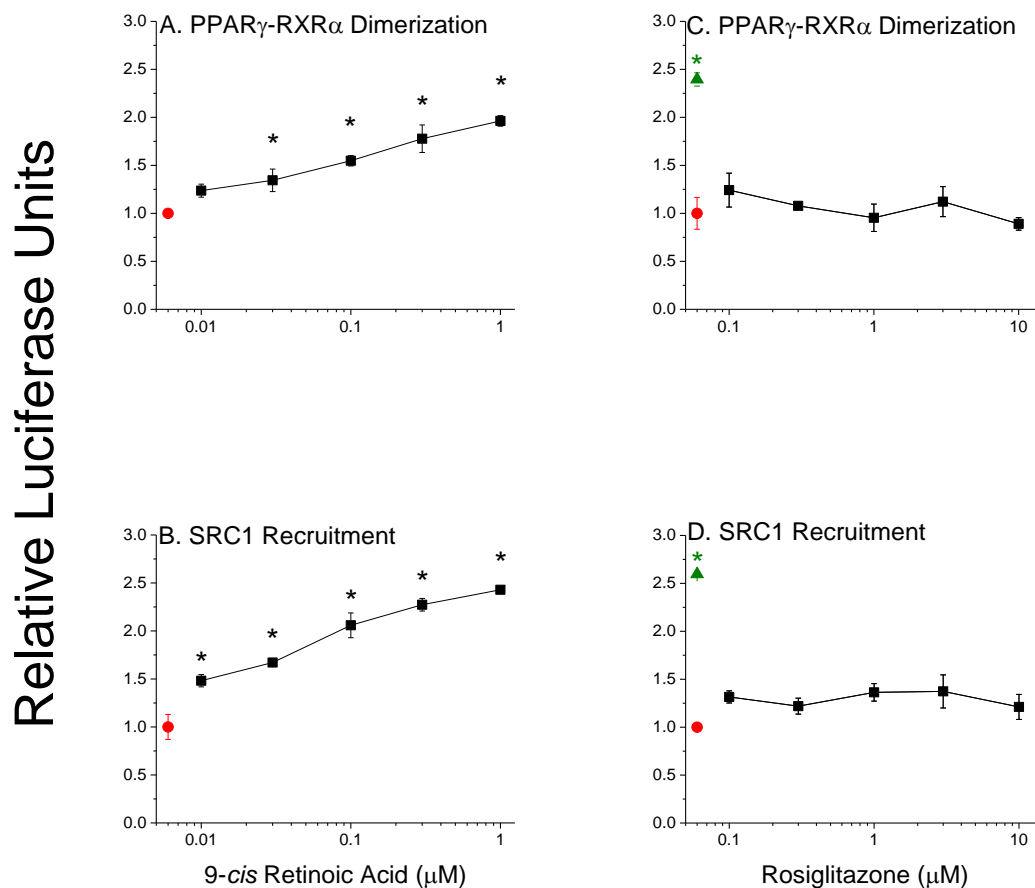 Relative Luciferase Units
A. PPARγ-RXRα Dimerization
3.0
2.5
2.0
1.5
1.0
0.5
0.0
0.01 0.1 1
* * * *
C. PPARγ-RXRα Dimerization
3.0
2.5
2.0
1.5
1.0
0.5
0.0
0.1 1 10
*
B. SRC1 Recruitment
3.0
2.5
2.0
1.5
1.0
0.5
0.0
0.01 0.1 1
* * * * *
9-cis Retinoic Acid (μM)
D. SRC1 Recruitment
3.0
2.5
2.0
1.5
1.0
0.5
0.0
0.1 1 10
*
Rosiglitazone (μM)